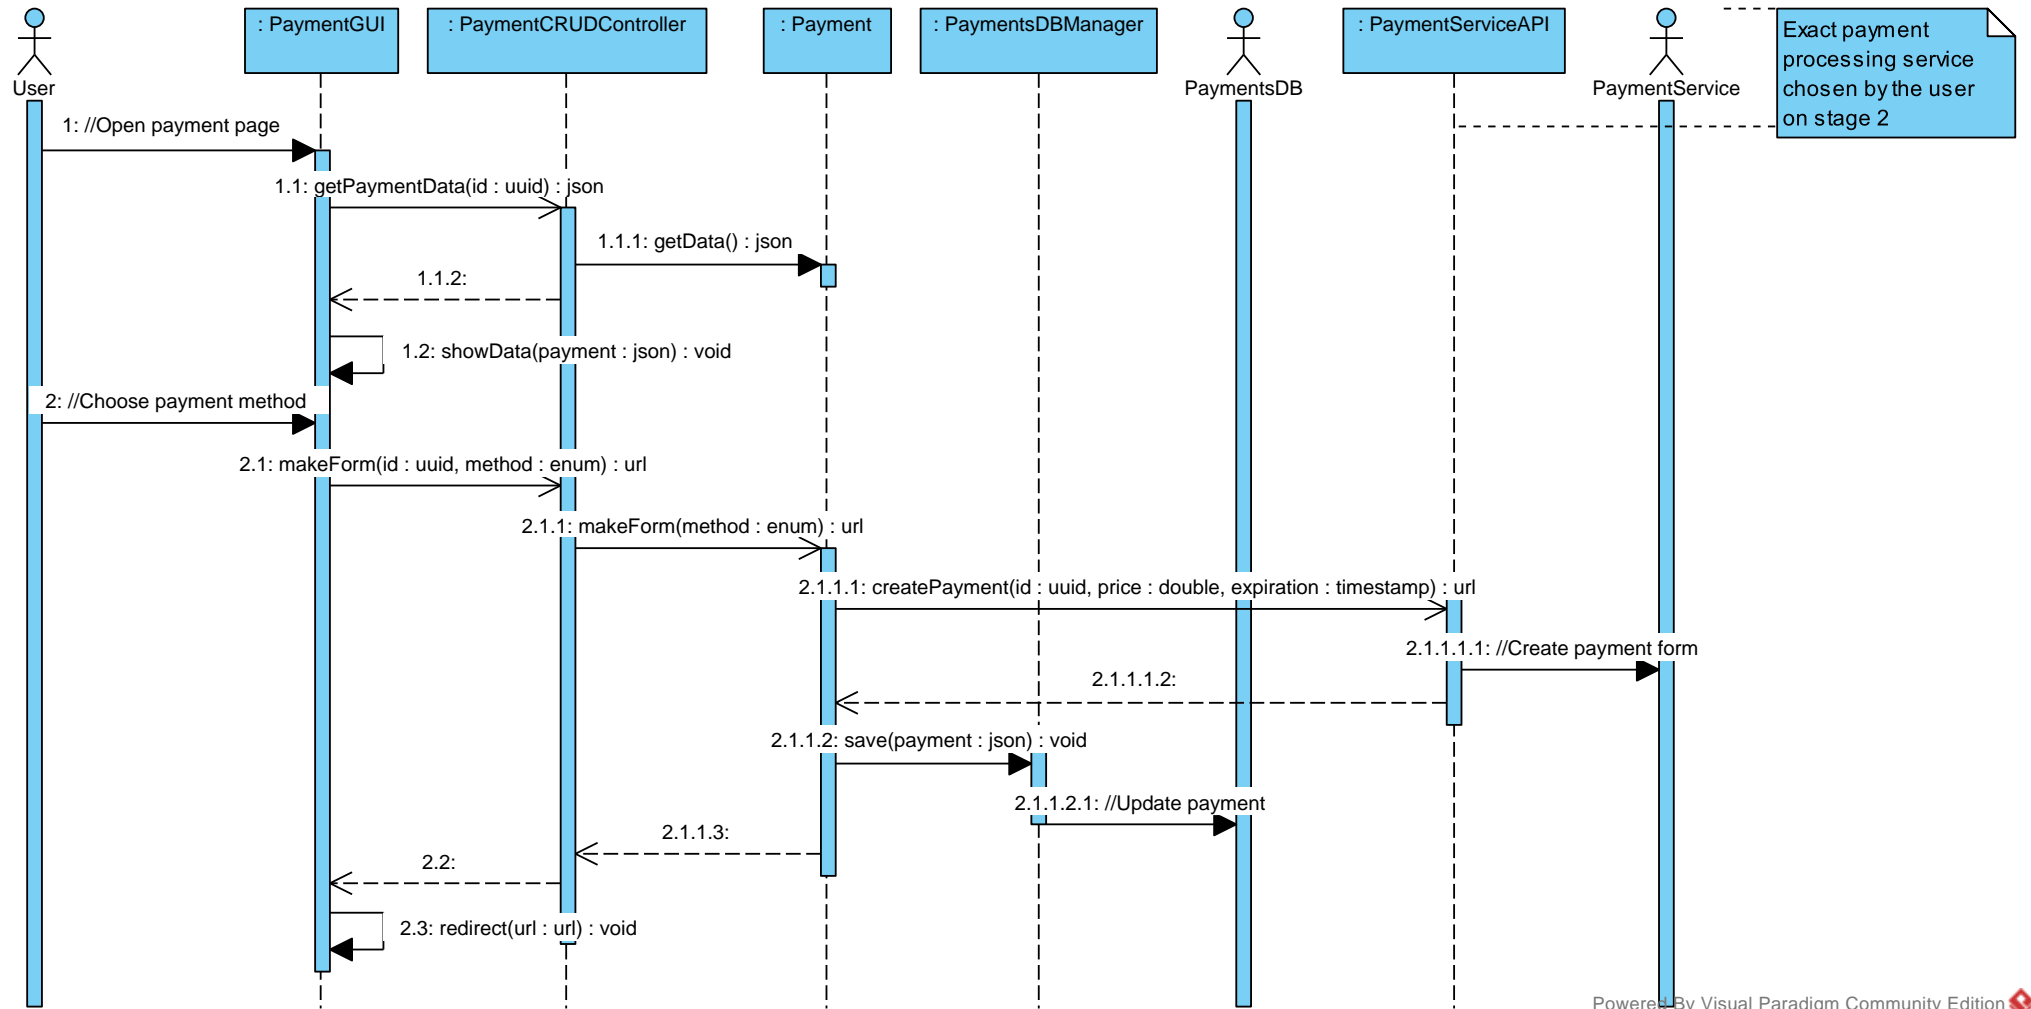 : PaymentGUI
: PaymentCRUDController
: Payment
: PaymentsDBManager
: PaymentServiceAPI
Exact payment
processing service
chosen by the user
on stage 2
User
PaymentsDB
PaymentService
1: //Open payment page
1.1: getPaymentData(id : uuid) : json
1.1.1: getData() : json
1.1.2:
1.2: showData(payment : json) : void
2: //Choose payment method
2.1: makeForm(id : uuid, method : enum) : url
2.1.1: makeForm(method : enum) : url
2.1.1.1: createPayment(id : uuid, price : double, expiration : timestamp) : url
2.1.1.1.1: //Create payment form
2.1.1.1.2:
2.1.1.2: save(payment : json) : void
2.1.1.2.1: //Update payment
2.1.1.3:
2.2:
2.3: redirect(url : url) : void
Powered By Visual Paradigm Community Edition